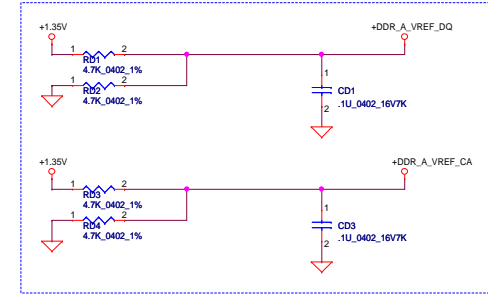 +1.35V +DDR_A_VREF_DQ
1 2
RD1
4.7K_0402_1%
1 2
RD2
4.7K_0402_1%
1
CD1
.1U_0402_16V7K
2
+1.35V +DDR_A_VREF_CA
1 2
RD3
4.7K_0402_1%
1 2
RD4
4.7K_0402_1%
1
CD3
.1U_0402_16V7K
2